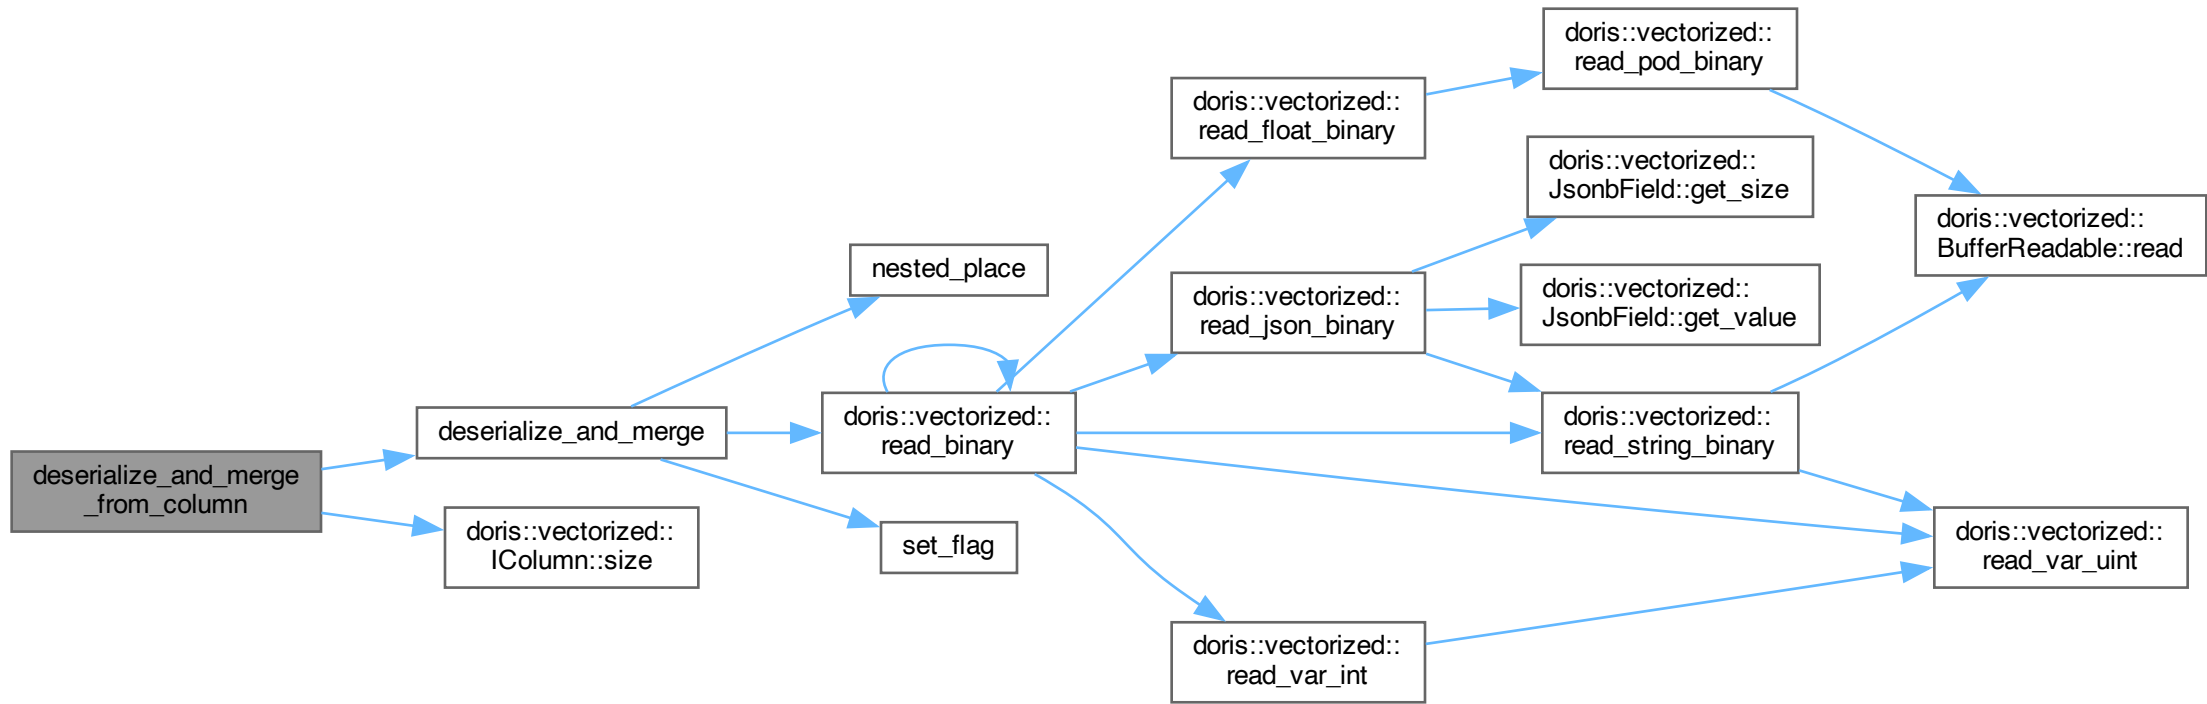 deserialize_and_merge
_from_column
deserialize_and_merge
doris::vectorized::
IColumn::size
nested_place
doris::vectorized::
read_binary
set_flag
doris::vectorized::
read_float_binary
doris::vectorized::
read_json_binary
doris::vectorized::
read_var_int
doris::vectorized::
read_pod_binary
doris::vectorized::
JsonbField::get_size
doris::vectorized::
JsonbField::get_value
doris::vectorized::
read_string_binary
doris::vectorized::
BufferReadable::read
doris::vectorized::
read_var_uint